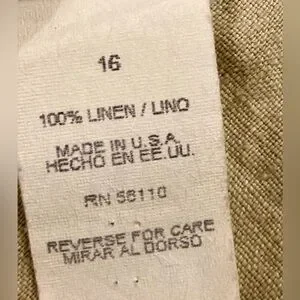 16
100% LINEN / LINO
MADE IN U.S.A.
HECHO EN EE.UU.
RN 56110
REVERSE FOR CARE
MIRAR AL DORSO